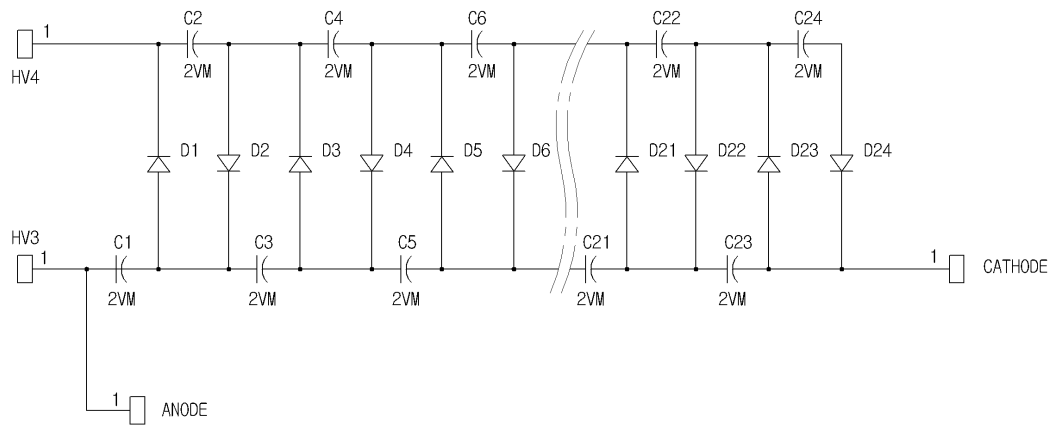 C2 C4 C6 C22 C24
1
HV4
2VM 2VM 2VM 2VM 2VM
D1 D2 D3 D4 D5 D6 D21 D22 D23 D24
HV3
1
C1 C3 C5 C21 C23
1
CATHODE
2VM 2VM 2VM 2VM 2VM
1
ANODE